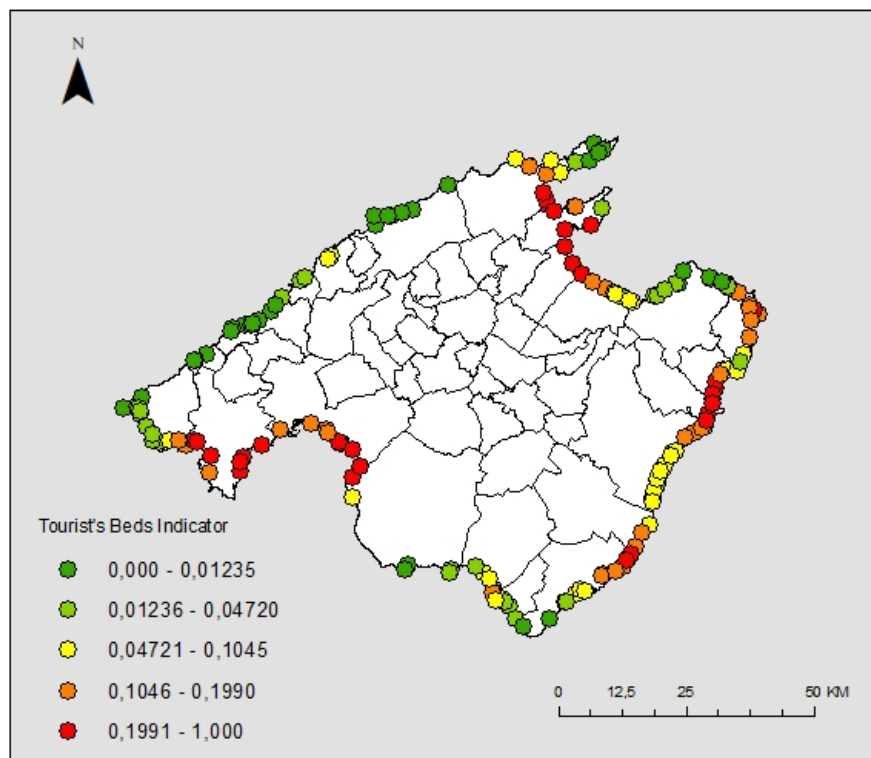 N
Tourist's Beds Indicator
0,000 - 0,01235
0,01236 - 0,04720
0,04721 - 0,1045
0,1046 - 0,1990
0,1991 - 1,000
0 12,5 25 50 KM